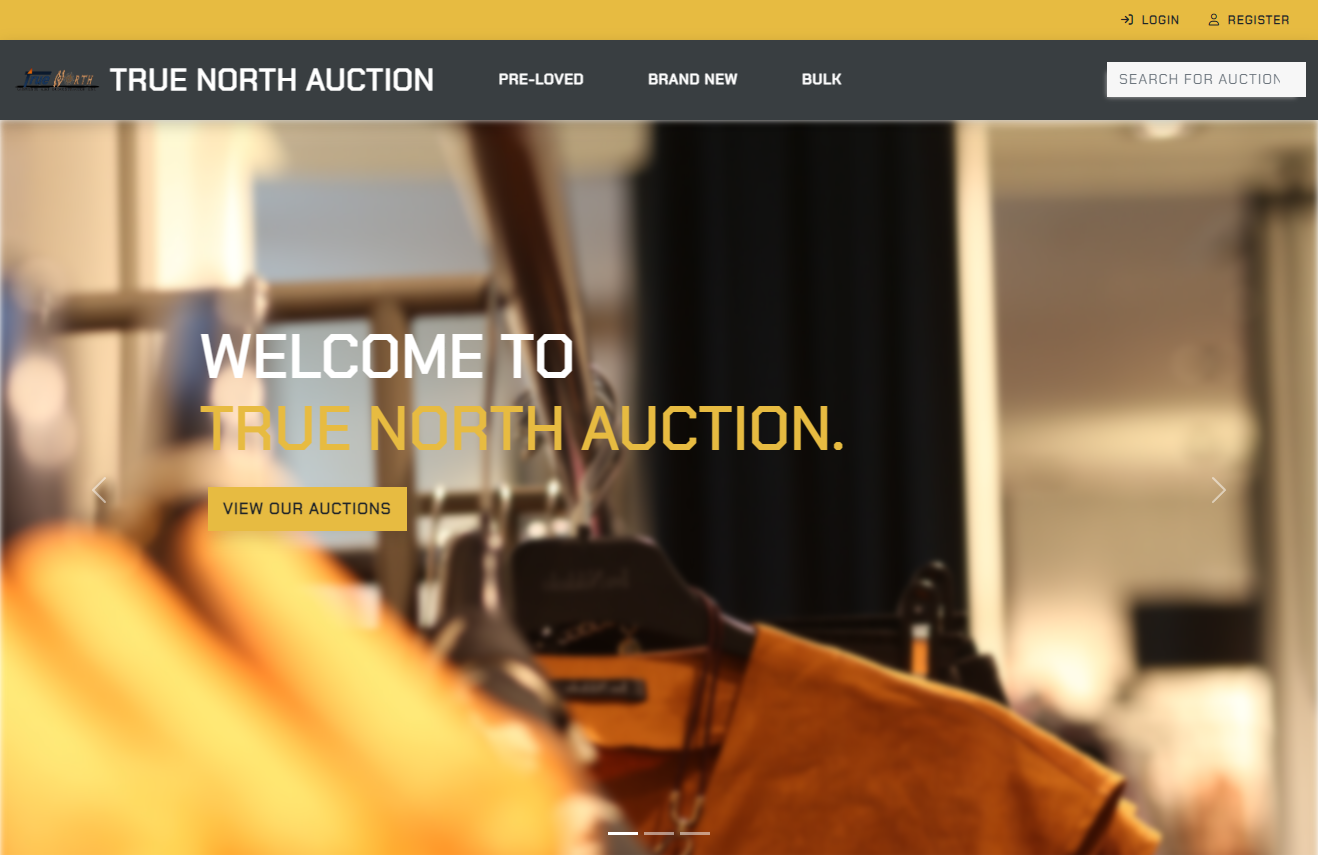 LOGIN REGISTER
TRUE NORTH AUCTION PRE-LOVED BRAND NEW BULK SEARCH FOR AUCTION
WELCOME TO
TRUE NORTH AUCTION.
VIEW OUR AUCTIONS